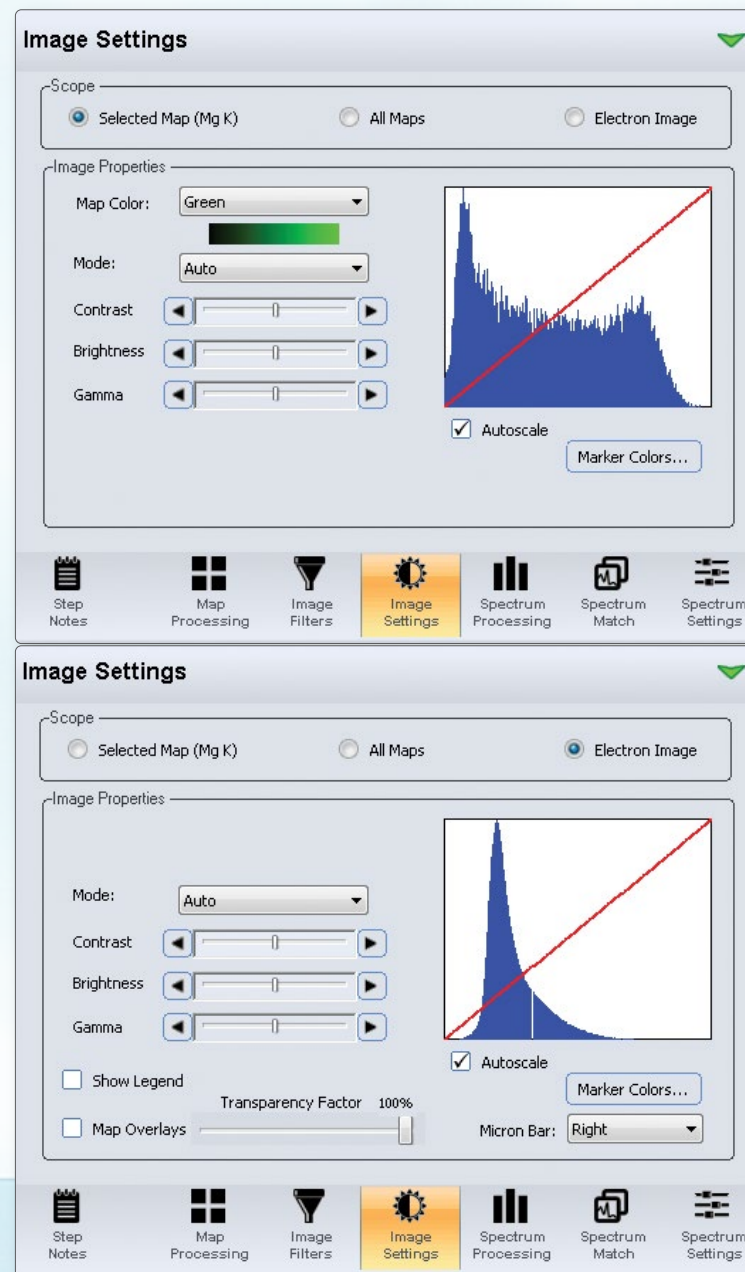 Image Settings
Scope
Selected Map (Mg K)
All Maps
Electron Image
Image Properties
Map Color: Green
Mode: Auto
Contrast
Brightness
Gamma
Autoscale
Marker Colors...
Step Notes
Map Processing
Image Filters
Image Settings
Spectrum Processing
Spectrum Match
Spectrum Settings
Image Settings
Scope
Selected Map (Mg K)
All Maps
Electron Image
Image Properties
Mode: Auto
Contrast
Brightness
Gamma
Autoscale
Show Legend
Marker Colors...
Transparency Factor 100%
Map Overlays
Micron Bar: Right
Step Notes
Map Processing
Image Filters
Image Settings
Spectrum Processing
Spectrum Match
Spectrum Settings